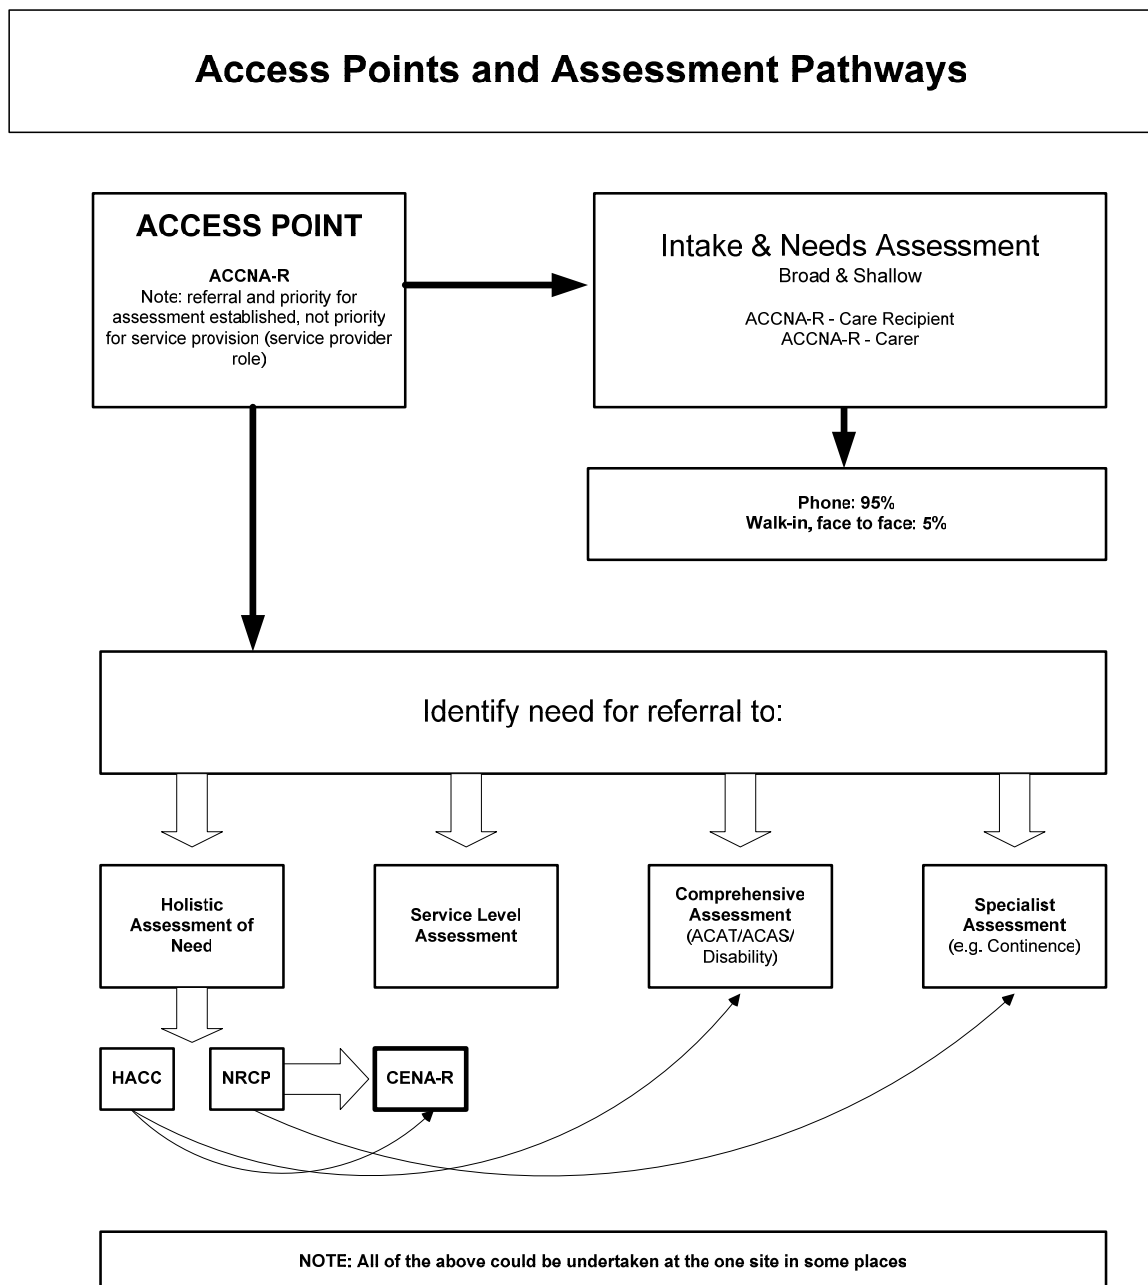 Access Points and Assessment Pathways
ACCESS POINT
ACCNA-R
Note: referral and priority for
assessment established, not priority
for service provision (service provider
role)
Intake & Needs Assessment
Broad & Shallow
ACCNA-R - Care Recipient
ACCNA-R - Carer
Phone: 95%
Walk-in, face to face: 5%
Identify need for referral to:
Holistic
Assessment of
Need
Service Level
Assessment
Comprehensive
Assessment
(ACAT/ACAS/
Disability)
Specialist
Assessment
(e.g. Continence)
HACC
NRCP
CENA-R
NOTE: All of the above could be undertaken at the one site in some places